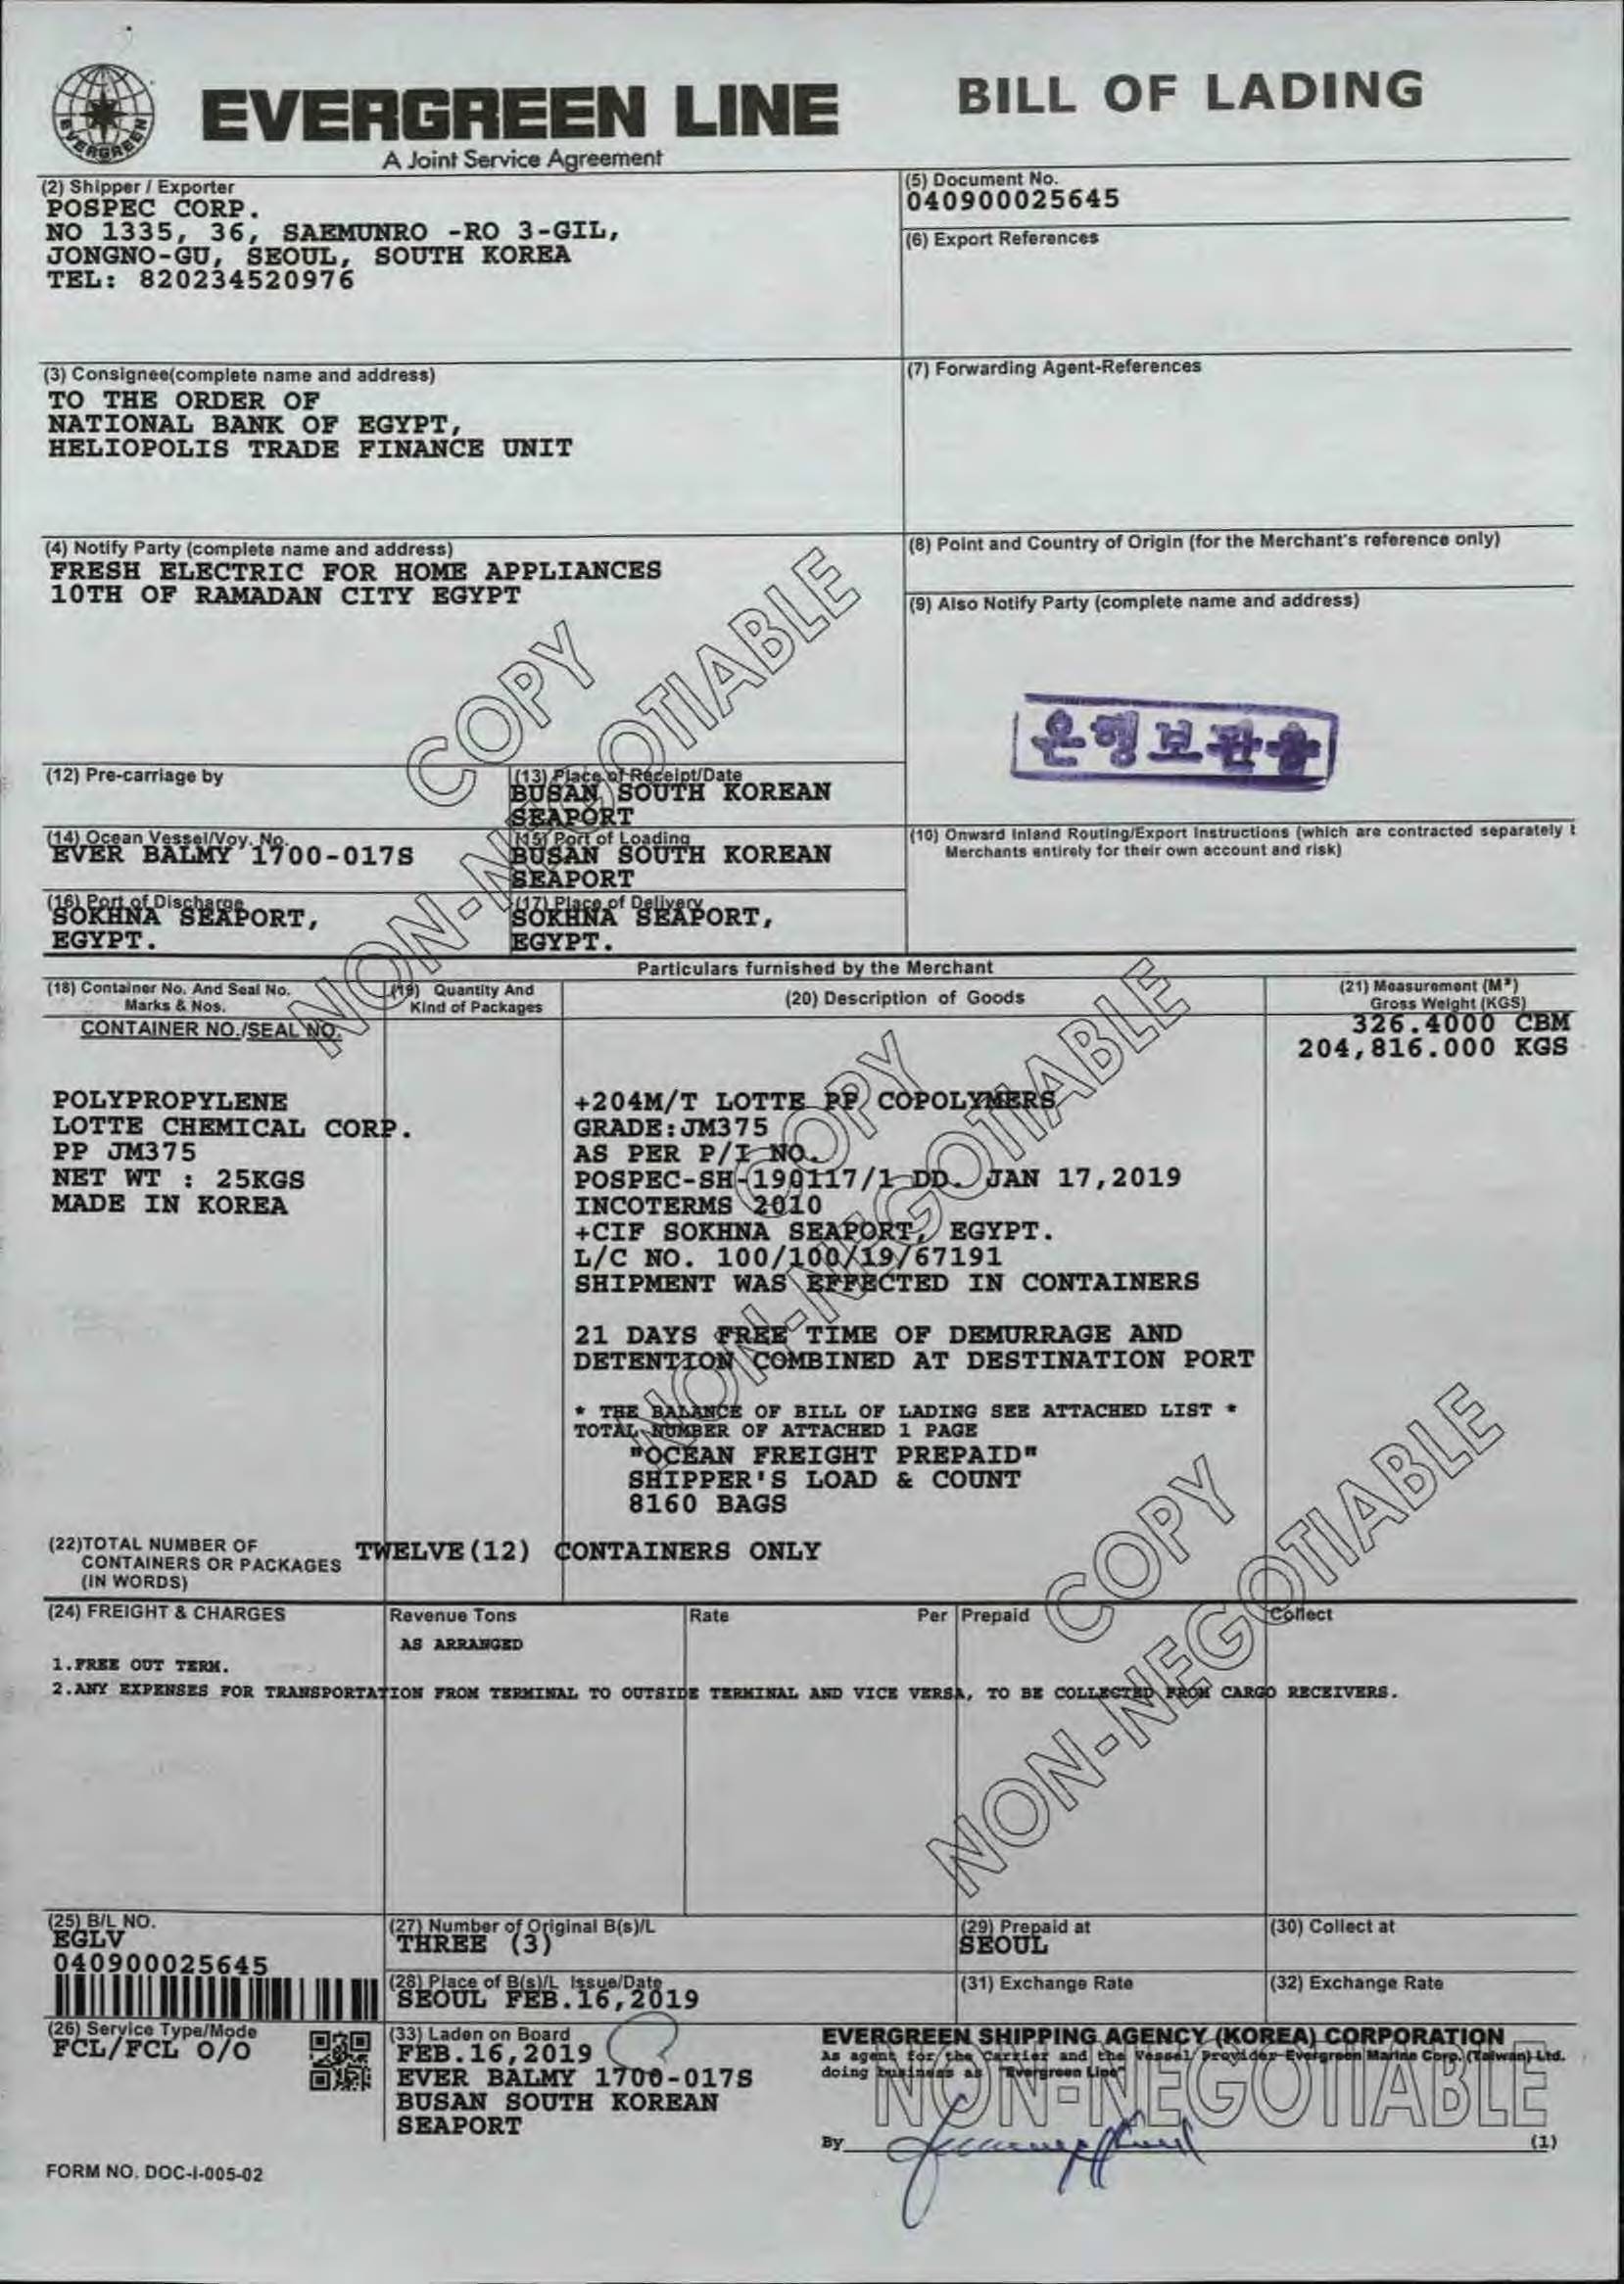 EVERGREEN
EVERGREEN LINE
A Joint Service Agreement
BILL OF LADING
(2) Shipper / Exporter
POSPEC CORP.
NO 1335, 36, SAEMUNRO -RO 3-GIL,
JONGNO-GU, SEOUL, SOUTH KOREA
TEL: 820234520976
(5) Document No.
040900025645
(6) Export References
(3) Consignee(complete name and address)
TO THE ORDER OF
NATIONAL BANK OF EGYPT,
HELIOPOLIS TRADE FINANCE UNIT
(7) Forwarding Agent-References
(4) Notify Party (complete name and address)
FRESH ELECTRIC FOR HOME APPLIANCES
10TH OF RAMADAN CITY EGYPT
(8) Point and Country of Origin (for the Merchant's reference only)
(9) Also Notify Party (complete name and address)
은행보관용
COPY
NON-NEGOTIABLE
(12) Pre-carriage by
(13) Place of Receipt/Date
BUSAN SOUTH KOREAN
SEAPORT
(14) Ocean Vessel/Voy. No.
EVER BALMY 1700-017S
(15) Port of Loading
BUSAN SOUTH KOREAN
SEAPORT
(10) Onward Inland Routing/Export Instructions (which are contracted separately
Merchants entirely for their own account and risk)
(16) Port of Discharge
SOKHNA SEAPORT,
EGYPT.
(17) Place of Delivery
SOKHNA SEAPORT,
EGYPT.
Particulars furnished by the Merchant
(18) Container No. And Seal No.
Marks & Nos.
(19) Quantity And
Kind of Packages
(20) Description of Goods
(21) Measurement (M³)
Gross Weight (KGS)
CONTAINER NO./SEAL NO.
326.4000 CBM
204,816.000 KGS
POLYPROPYLENE
LOTTE CHEMICAL CORP.
PP JM375
NET WT : 25KGS
MADE IN KOREA
+204M/T LOTTE PP COPOLYMERS
GRADE:JM375
AS PER P/I NO.
POSPEC-SH-190117/1 DD. JAN 17,2019
INCOTERMS 2010
+CIF SOKHNA SEAPORT, EGYPT.
L/C NO. 100/100/19/67191
SHIPMENT WAS EFFECTED IN CONTAINERS
21 DAYS FREE TIME OF DEMURRAGE AND
DETENTION COMBINED AT DESTINATION PORT
* THE BALANCE OF BILL OF LADING SEE ATTACHED LIST *
TOTAL NUMBER OF ATTACHED 1 PAGE
"OCEAN FREIGHT PREPAID"
SHIPPER'S LOAD & COUNT
8160 BAGS
COPY
NON-NEGOTIABLE
(22)TOTAL NUMBER OF
CONTAINERS OR PACKAGES
(IN WORDS)
TWELVE(12) CONTAINERS ONLY
(24) FREIGHT & CHARGES
Revenue Tons
Rate
Per
Prepaid
Collect
AS ARRANGED
1.FREE OUT TERM.
2.ANY EXPENSES FOR TRANSPORTATION FROM TERMINAL TO OUTSIDE TERMINAL AND VICE VERSA, TO BE COLLECTED FROM CARGO RECEIVERS.
COPY
NON-NEGOTIABLE
(25) B/L NO.
EGLV
040900025645
(27) Number of Original B(s)/L
THREE (3)
(29) Prepaid at
SEOUL
(30) Collect at
(28) Place of B(s)/L Issue/Date
SEOUL FEB.16,2019
(31) Exchange Rate
(32) Exchange Rate
(26) Service Type/Mode
FCL/FCL O/O
(33) Laden on Board
FEB.16,2019
EVER BALMY 1700-017S
BUSAN SOUTH KOREAN
SEAPORT
EVERGREEN SHIPPING AGENCY (KOREA) CORPORATION
As agent for the Carrier and the Vessel Provider Evergreen Marine Corp. (Taiwan) Ltd.
doing business as "Evergreen Line"
NON-NEGOTIABLE
By
(1)
FORM NO. DOC-I-005-02